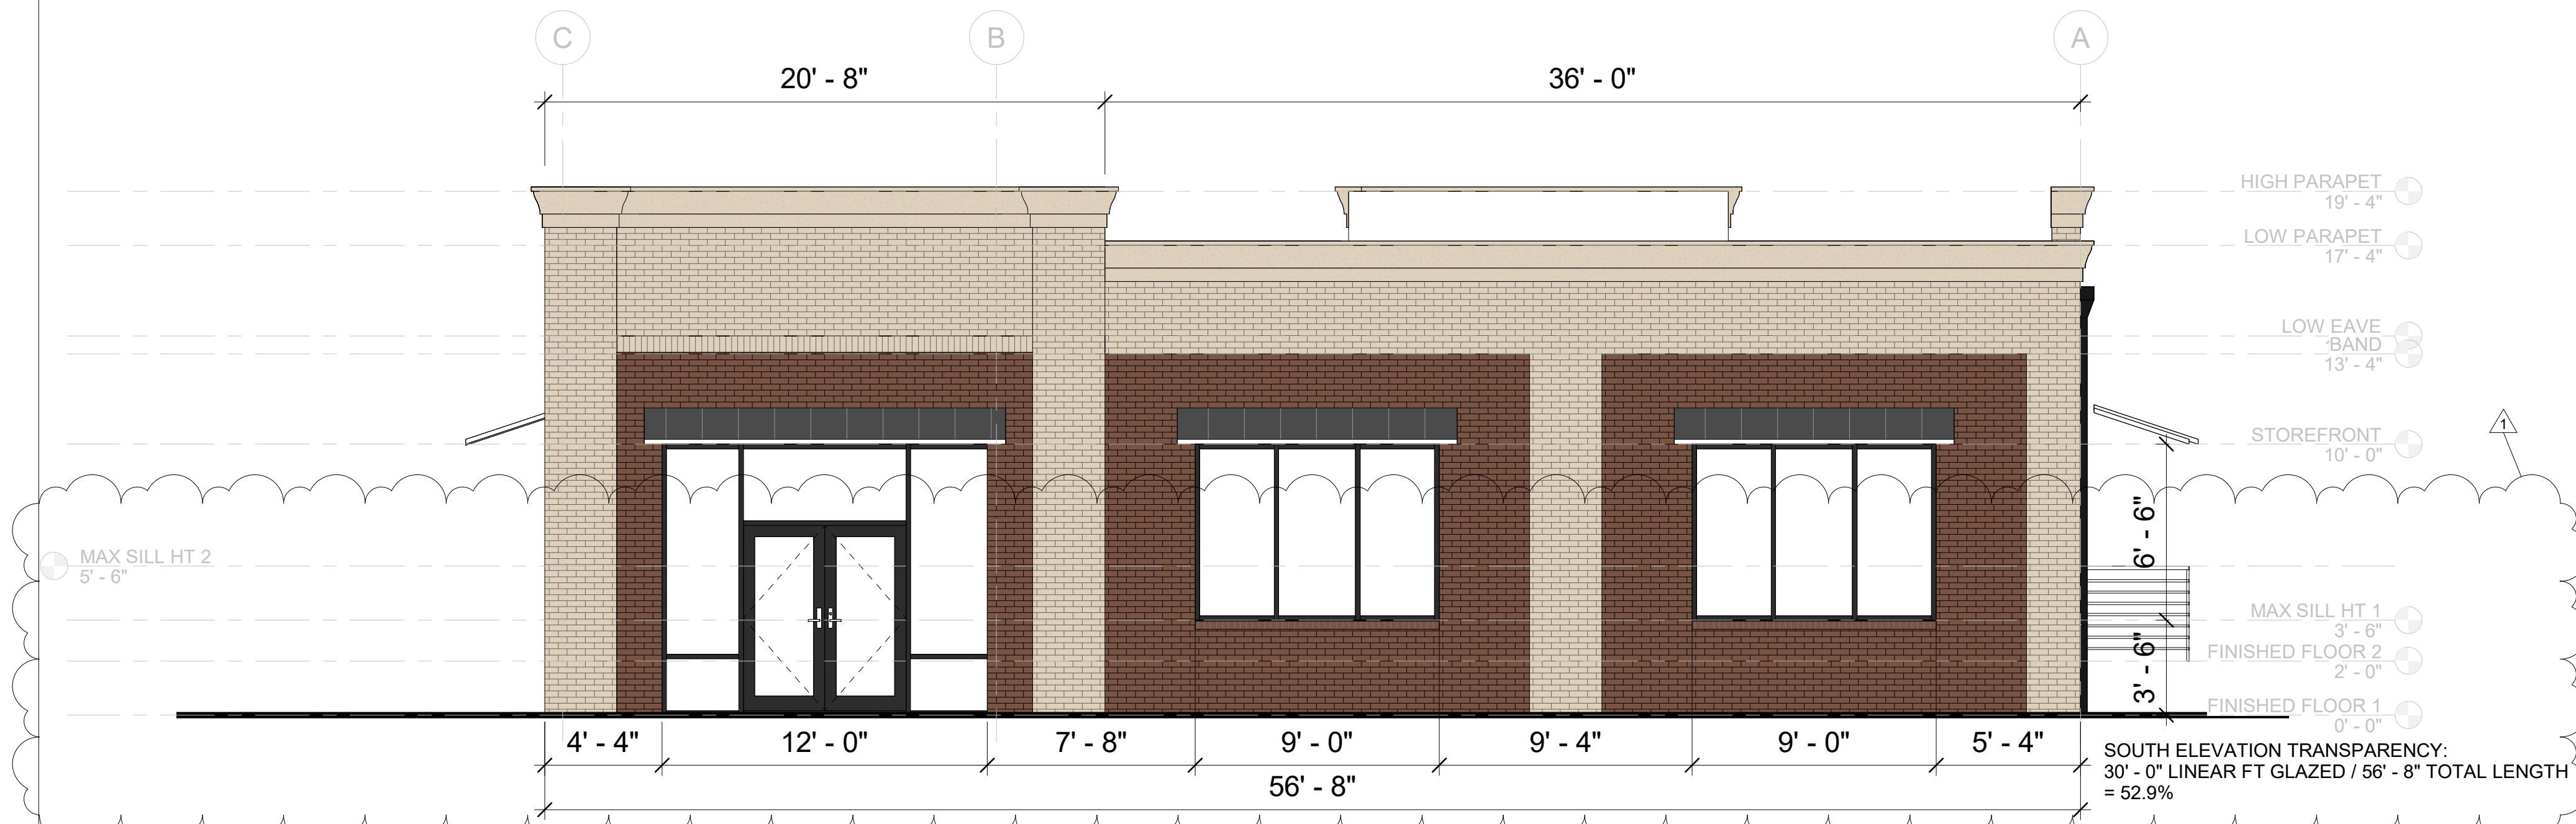 C
B
A
20' - 8"
36' - 0"
HIGH PARAPET
19' - 4"
LOW PARAPET
17' - 4"
LOW EAVE
BAND
13' - 4"
STOREFRONT
10' - 0"
1
MAX SILL HT 2
5' - 6"
6' - 6"
MAX SILL HT 1
3' - 6"
3' - 6"
FINISHED FLOOR 2
2' - 0"
FINISHED FLOOR 1
0' - 0"
4' - 4"
12' - 0"
7' - 8"
9' - 0"
9' - 4"
9' - 0"
5' - 4"
56' - 8"
SOUTH ELEVATION TRANSPARENCY:
30' - 0" LINEAR FT GLAZED / 56' - 8" TOTAL LENGTH
= 52.9%